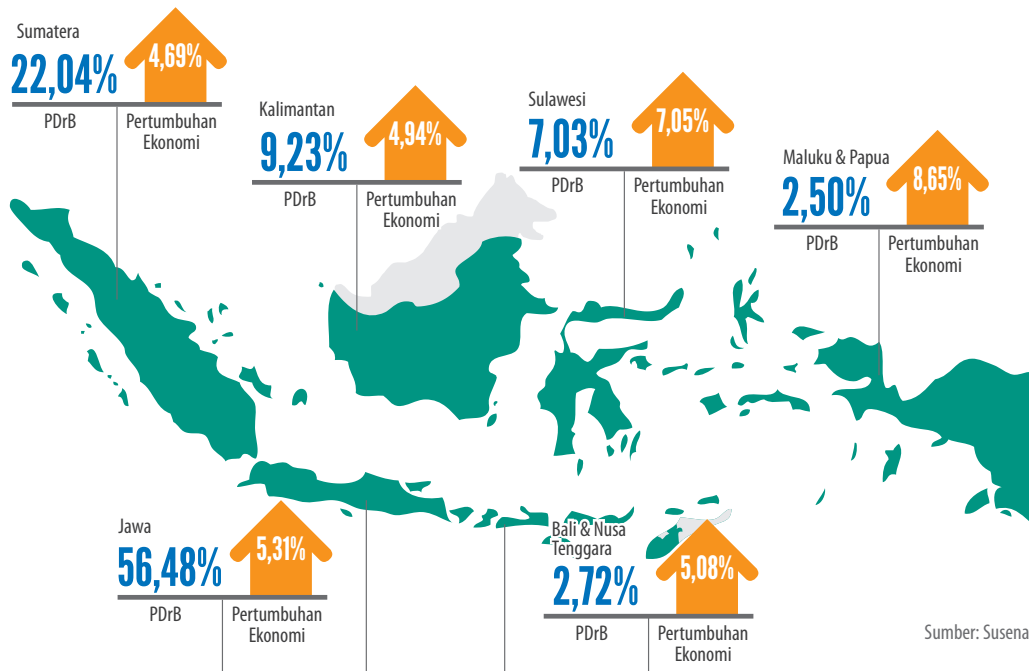 Sumatera
22,04%
4,69%
PDrB
Pertumbuhan
Ekonomi
Kalimantan
9,23%
4,94%
PDrB
Pertumbuhan
Ekonomi
Sulawesi
7,03%
7,05%
PDrB
Pertumbuhan
Ekonomi
Maluku & Papua
2,50%
8,65%
PDrB
Pertumbuhan
Ekonomi
Jawa
56,48%
5,31%
PDrB
Pertumbuhan
Ekonomi
Bali & Nusa
Tenggara
2,72%
5,08%
PDrB
Pertumbuhan
Ekonomi
Sumber: Susena